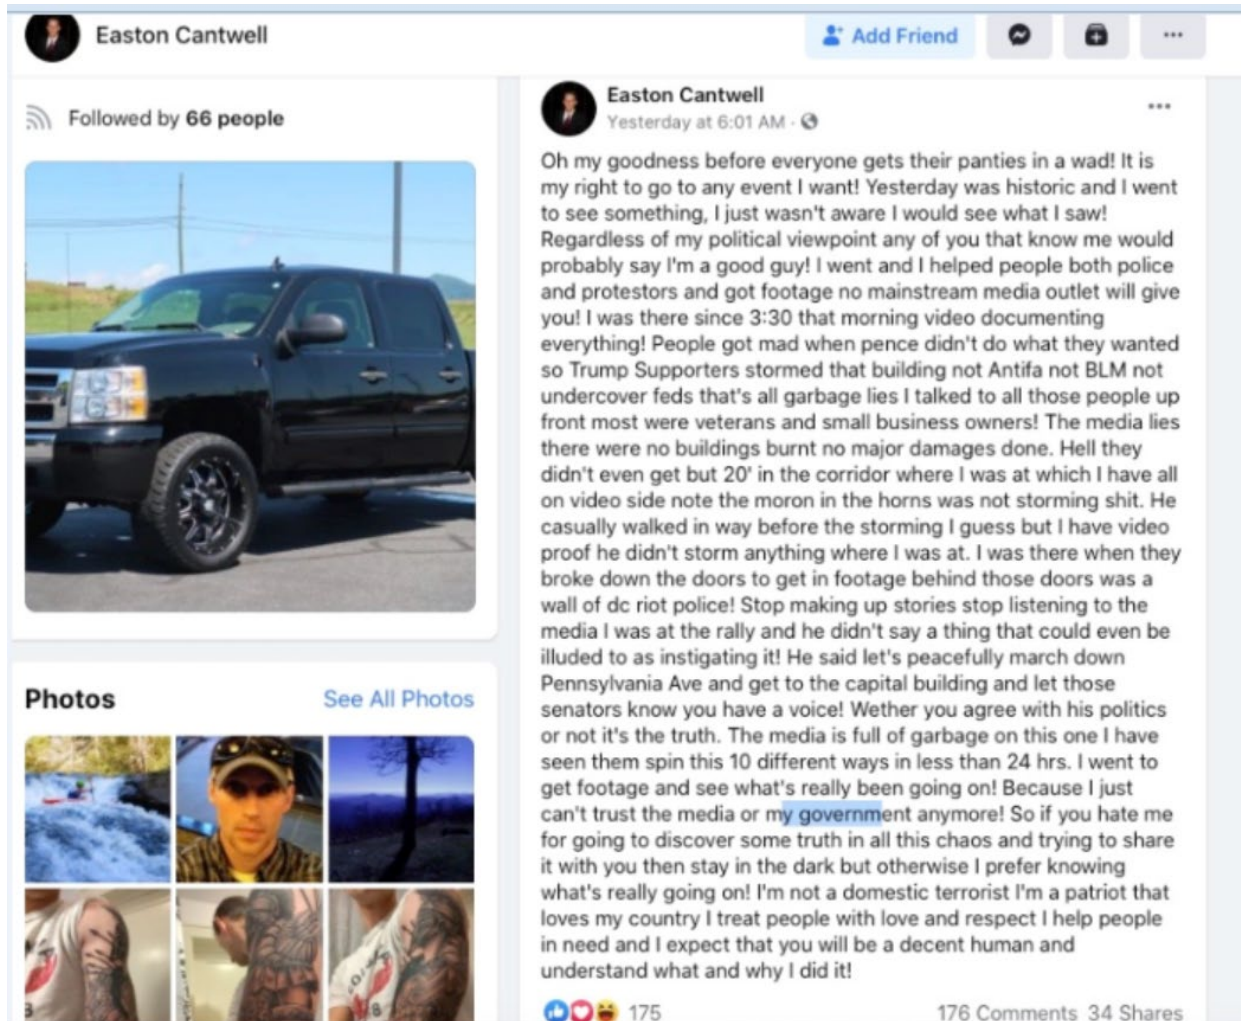 Easton Cantwell
Add Friend
Followed by 66 people
Photos
See All Photos
Easton Cantwell
Yesterday at 6:01 AM ·
Oh my goodness before everyone gets their panties in a wad! It is
my right to go to any event I want! Yesterday was historic and I went
to see something, I just wasn't aware I would see what I saw!
Regardless of my political viewpoint any of you that know me would
probably say I'm a good guy! I went and I helped people both police
and protestors and got footage no mainstream media outlet will give
you! I was there since 3:30 that morning video documenting
everything! People got mad when pence didn't do what they wanted
so Trump Supporters stormed that building not Antifa not BLM not
undercover feds that's all garbage lies I talked to all those people up
front most were veterans and small business owners! The media lies
there were no buildings burnt no major damages done. Hell they
didn't even get but 20' in the corridor where I was at which I have all
on video side note the moron in the horns was not storming shit. He
casually walked in way before the storming I guess but I have video
proof he didn't storm anything where I was at. I was there when they
broke down the doors to get in footage behind those doors was a
wall of dc riot police! Stop making up stories stop listening to the
media I was at the rally and he didn't say a thing that could even be
illuded to as instigating it! He said let's peacefully march down
Pennsylvania Ave and get to the capital building and let those
senators know you have a voice! Wether you agree with his politics
or not it's the truth. The media is full of garbage on this one I have
seen them spin this 10 different ways in less than 24 hrs. I went to
get footage and see what's really been going on! Because I just
can't trust the media or my government anymore! So if you hate me
for going to discover some truth in all this chaos and trying to share
it with you then stay in the dark but otherwise I prefer knowing
what's really going on! I'm not a domestic terrorist I'm a patriot that
loves my country I treat people with love and respect I help people
in need and I expect that you will be a decent human and
understand what and why I did it!
175
176 Comments 34 Shares